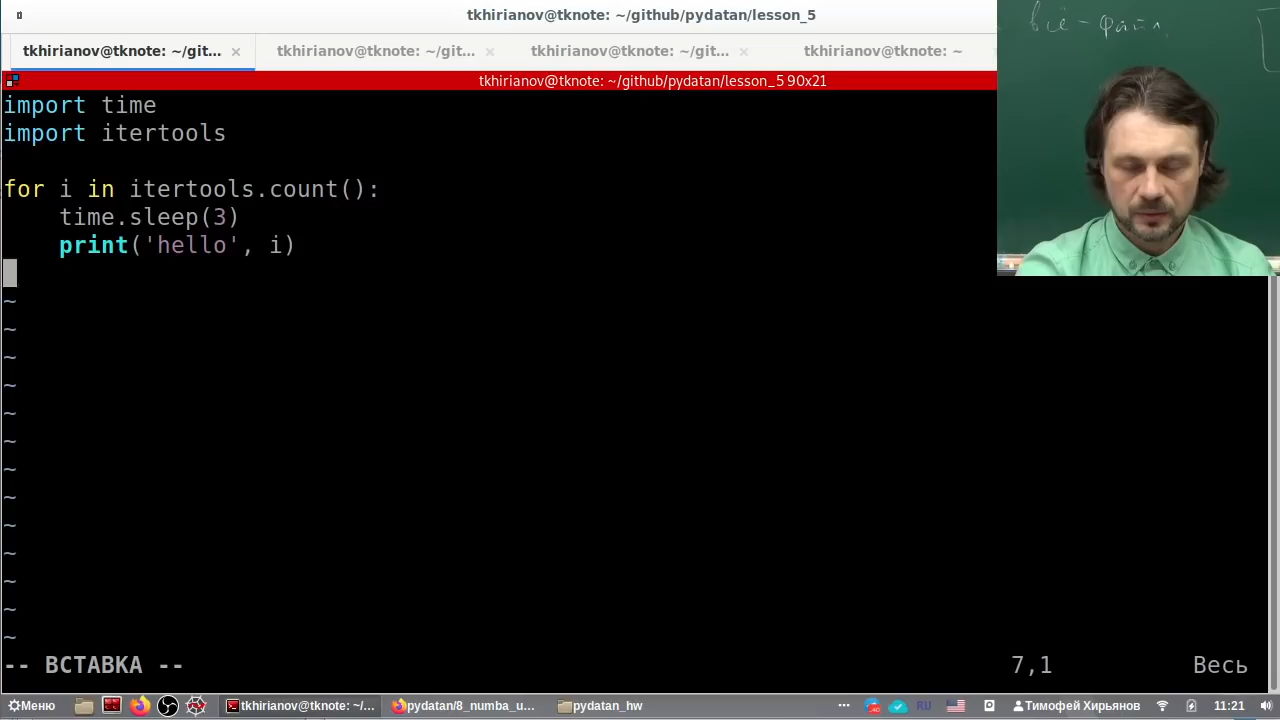 tkhirianov@tknote: ~/github/pydatan/lesson_5
tkhirianov@tknote: ~/git... ×
tkhirianov@tknote: ~/git... ×
tkhirianov@tknote: ~/git... ×
tkhirianov@tknote: ~
tkhirianov@tknote: ~/github/pydatan/lesson_5 90x21
всё - файл
import time
import itertools
for i in itertools.count():
    time.sleep(3)
    print('hello', i)
~
~
~
~
~
~
~
~
~
~
~
~
~
-- ВСТАВКА --
7,1
Весь
Меню
tkhirianov@tknote: ~/...
pydatan/8_numba_u...
pydatan_hw
RU
Тимофей Хирьянов
11:21